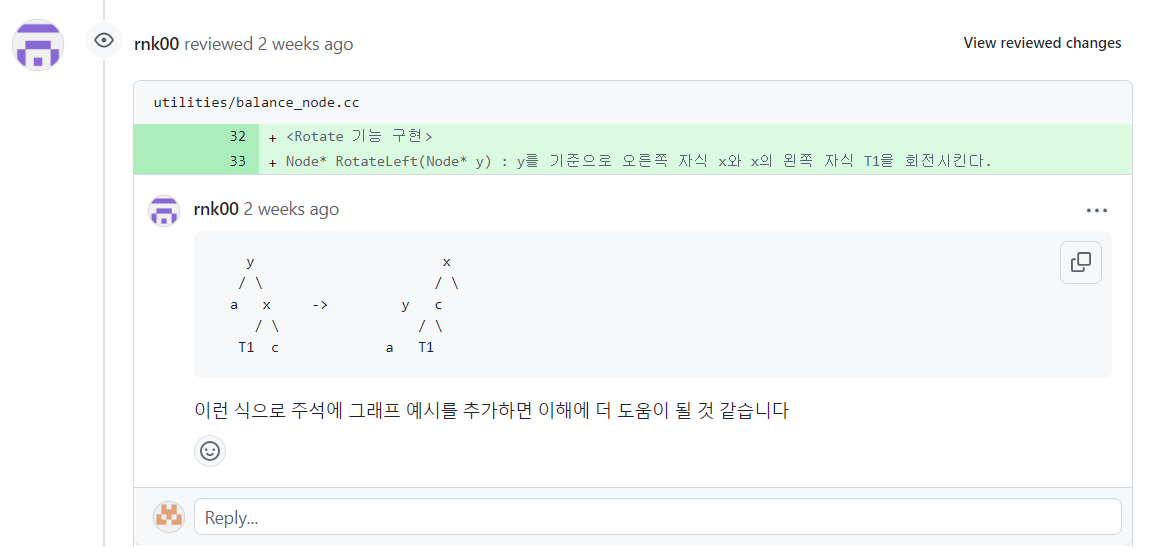 rnk00 reviewed 2 weeks ago
View reviewed changes
utilities/balance_node.cc
32 + <Rotate 기능 구현>
33 + Node* RotateLeft(Node* y) : y를 기준으로 오른쪽 자식 x와 x의 왼쪽 자식 T1을 회전시킨다.
rnk00 2 weeks ago
y x
/ \ / \
a x -> y c
/ \ / \
T1 c a T1
이런 식으로 주석에 그래프 예시를 추가하면 이해에 더 도움이 될 것 같습니다
Reply...